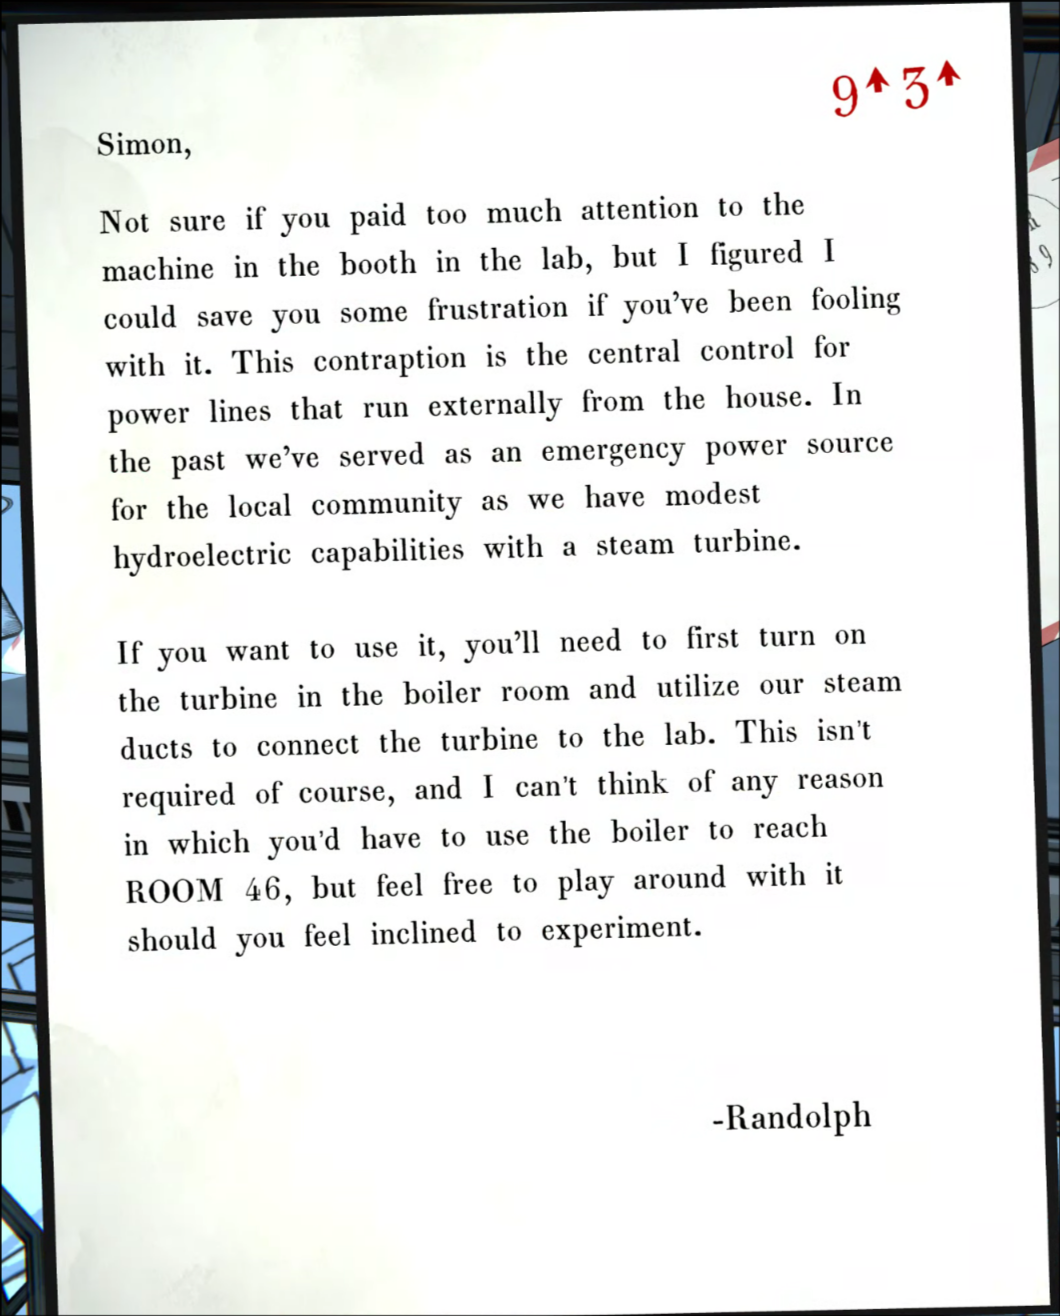 9↑3↑
Simon,
Not sure if you paid too much attention to the
machine in the booth in the lab, but I figured I
could save you some frustration if you've been fooling
with it. This contraption is the central control for
power lines that run externally from the house. In
the past we've served as an emergency power source
for the local community as we have modest
hydroelectric capabilities with a steam turbine.
If you want to use it, you'll need to first turn on
the turbine in the boiler room and utilize our steam
ducts to connect the turbine to the lab. This isn't
required of course, and I can't think of any reason
in which you'd have to use the boiler to reach
ROOM 46, but feel free to play around with it
should you feel inclined to experiment.
-Randolph